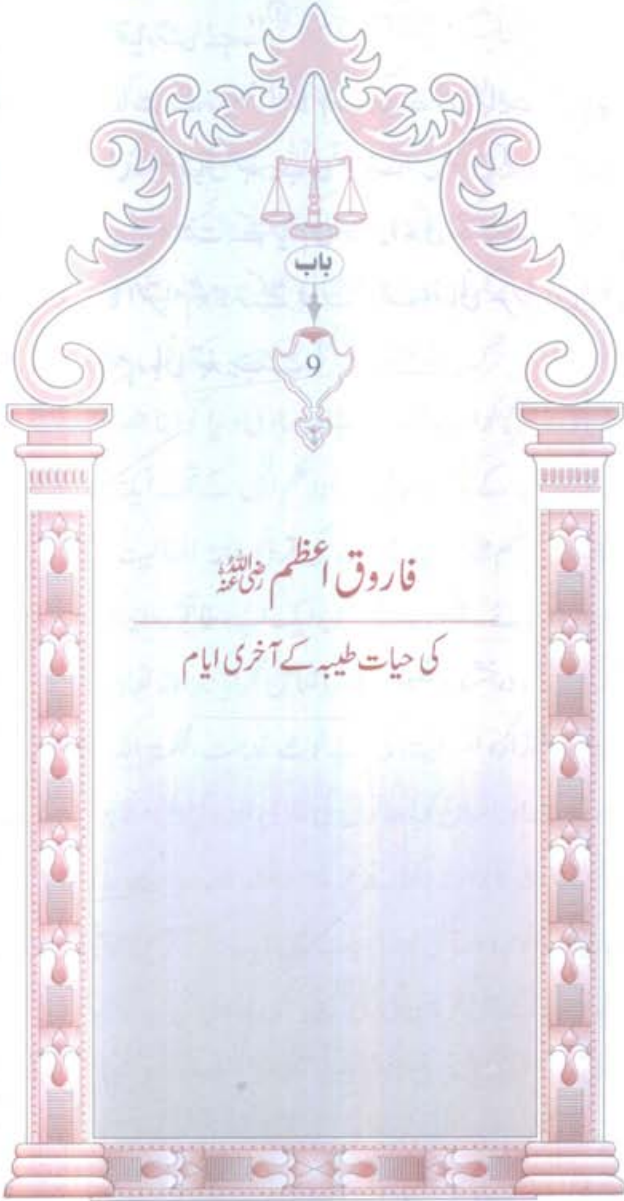 باب
9
فاروق اعظم رضی اللہ عنہ
کی حیات طیبہ کے آخری ایام